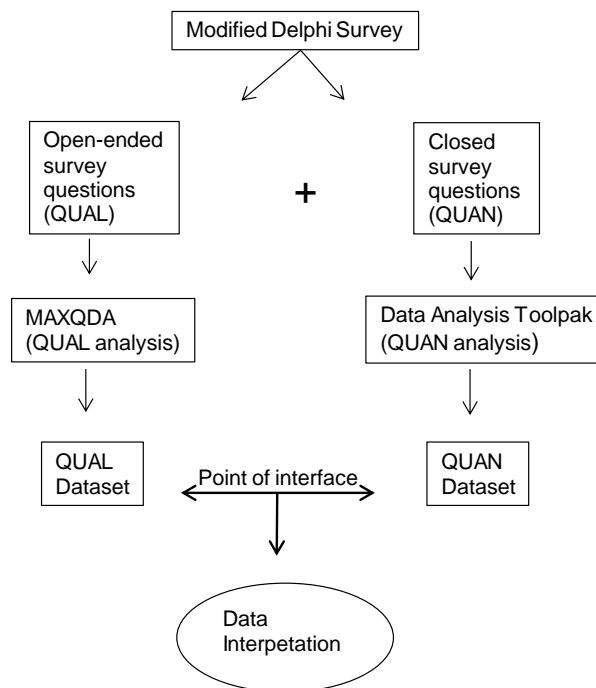 Modified Delphi Survey
Open-ended
survey
questions
(QUAL)
+
Closed
survey
questions
(QUAN)
MAXQDA
(QUAL analysis)
Data Analysis Toolpak
(QUAN analysis)
QUAL
Dataset
Point of interface
QUAN
Dataset
Data
Interpetation